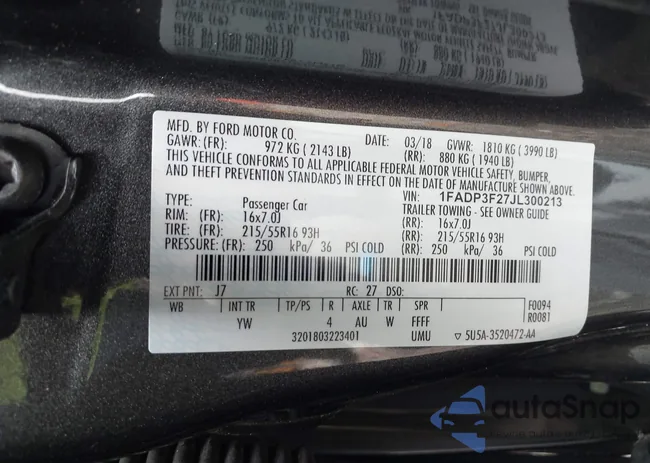 MFD. BY FORD MOTOR CO. DATE: 03/18 GVWR: 1810 KG ( 3990 LB)
GAWR: (FR): 972 KG ( 2143 LB) (RR): 880 KG ( 1940 LB)
THIS VEHICLE CONFORMS TO ALL APPLICABLE FEDERAL MOTOR VEHICLE SAFETY, BUMPER,
AND THEFT PREVENTION STANDARDS IN EFFECT ON THE DATE OF MANUFACTURE SHOWN ABOVE.
VIN: 1FADP3F27JL300213
TYPE: Passenger Car TRAILER TOWING - SEE OWNER GUIDE
RIM: (FR): 16x7.0J (RR): 16x7.0J
TIRE: (FR): 215/55R16 93H (RR): 215/55R16 93H
PRESSURE: (FR): 250 kPa/ 36 PSI COLD (RR): 250 kPa/ 36 PSI COLD
EXT PNT: J7 RC: 27 DSO:
WB INT TR TP/PS R AXLE TR SPR F0094
YW 4 AU W FFFF R0081
3201803223401 UMU ▽ 5U5A-3520472-AA
autoSnap